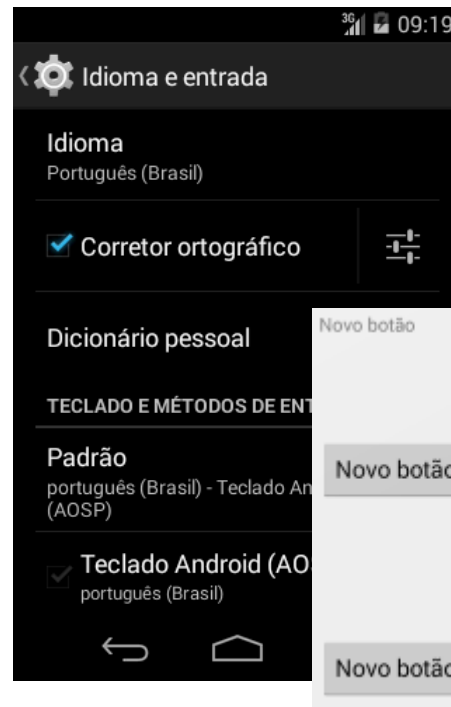 3G 09:19
Idioma e entrada
Idioma
Português (Brasil)
Corretor ortográfico
Dicionário pessoal
TECLADO E MÉTODOS DE ENT
Padrão
português (Brasil) - Teclado An
(AOSP)
Teclado Android (AO
português (Brasil)
Novo botão
Novo botão
Novo botão